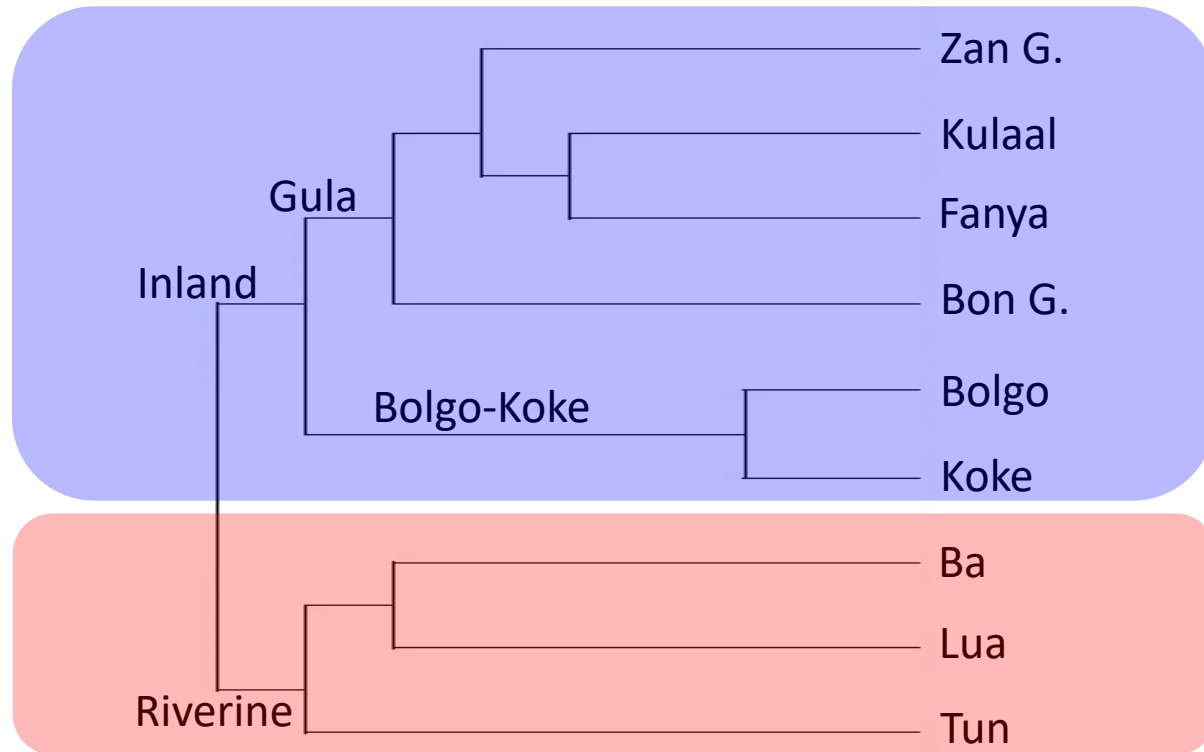 Zan G.
Kulaal
Gula
Fanya
Inland
Bon G.
Bolgo-Koke
Bolgo
Koke
Ba
Lua
Riverine
Tun